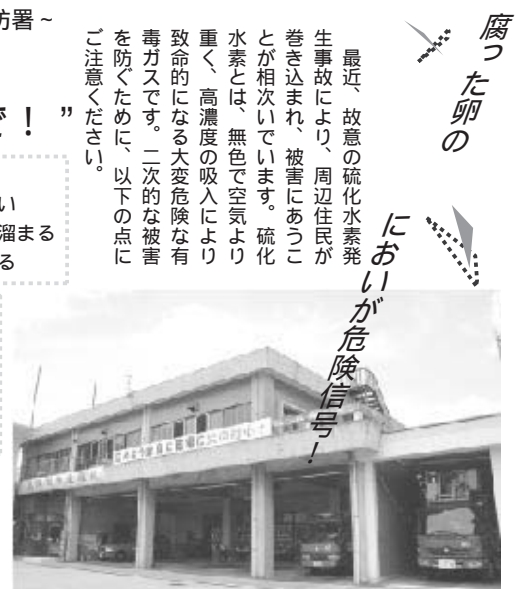 腐った卵の
においが危険信号！
最近、故意の硫化水素発
生事故により、周辺住民が
巻き込まれ、被害にあうこ
とが相次いでいます。硫化
水素とは、無色で空気より
重く、高濃度の吸入により
致命的になる大変危険な有
毒ガスです。二次的な被害
を防ぐために、以下の点に
ご注意ください。
防署～
！”
い
溜まる
る